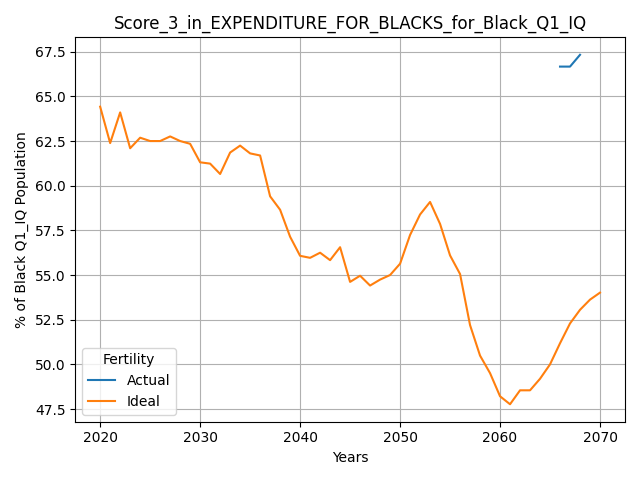 Score_3_in_EXPENDITURE_FOR_BLACKS_for_Black_Q1_IQ
% of Black Q1_IQ Population
67.5
65.0
62.5
60.0
57.5
55.0
52.5
50.0
47.5
Fertility
Actual
Ideal
2020 2030 2040 2050 2060 2070
Years